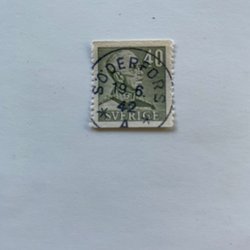 40
SÖDERFORS
19.6.
42
A
SVERIGE